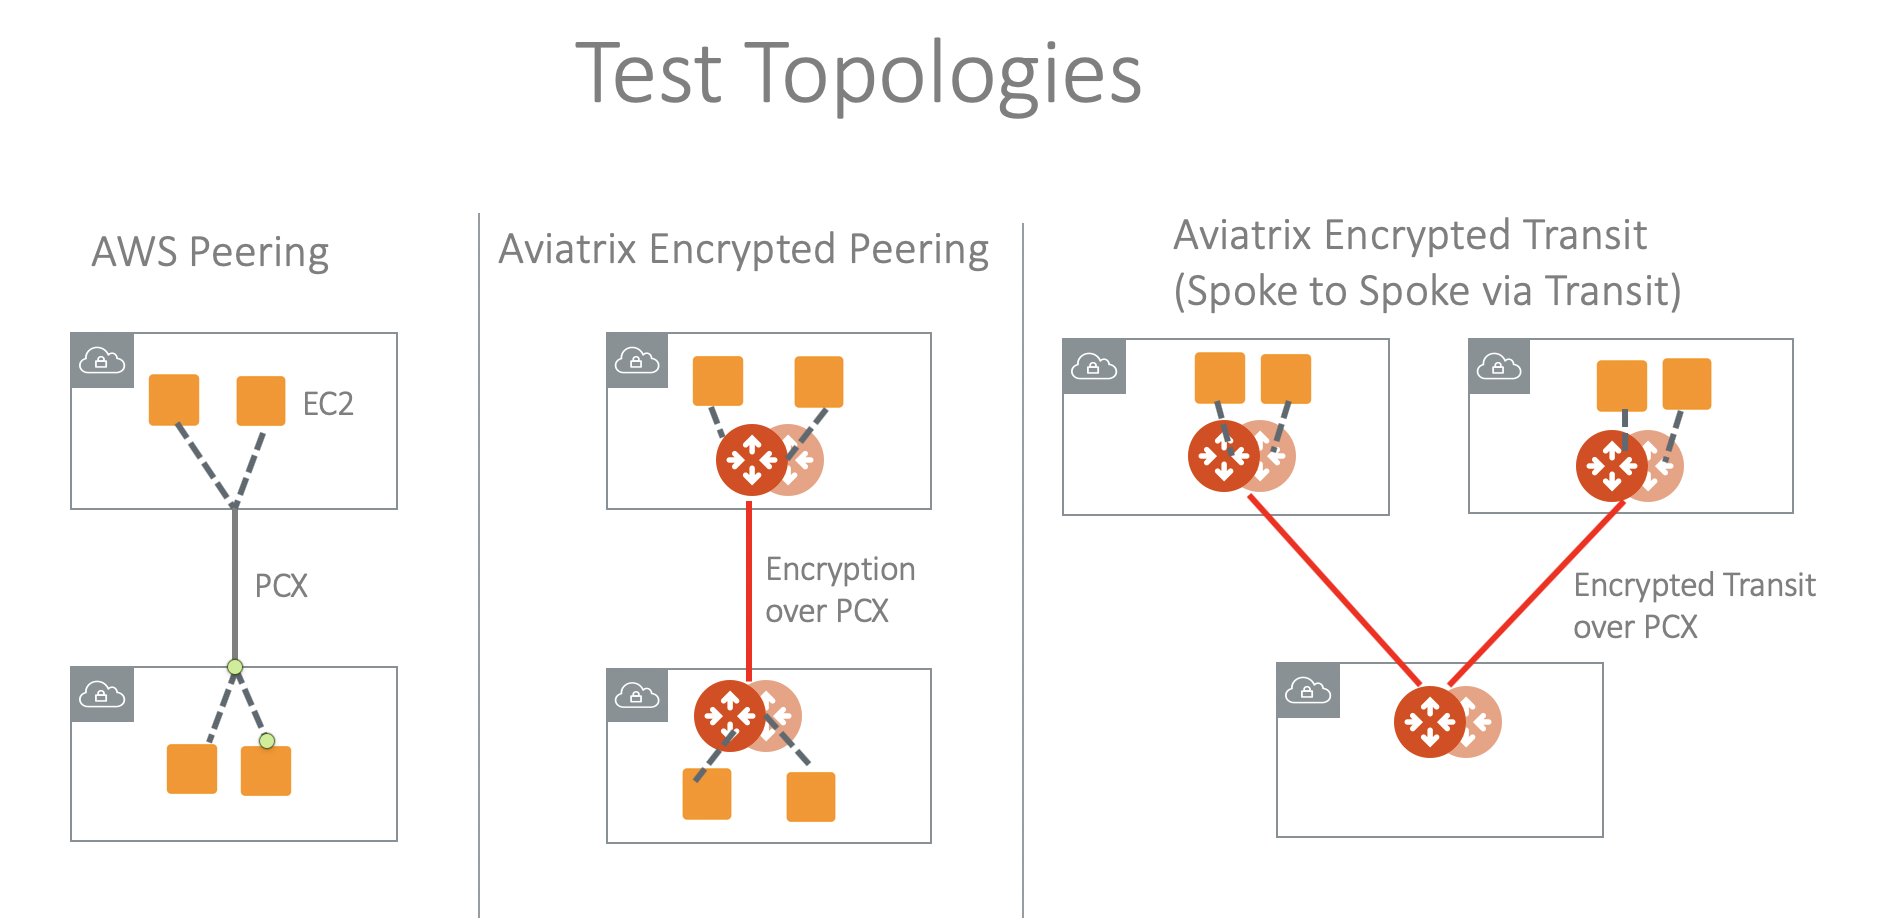 Test Topologies
AWS Peering
EC2
PCX
Aviatrix Encrypted Peering
Encryption
over PCX
Aviatrix Encrypted Transit
(Spoke to Spoke via Transit)
Encrypted Transit
over PCX